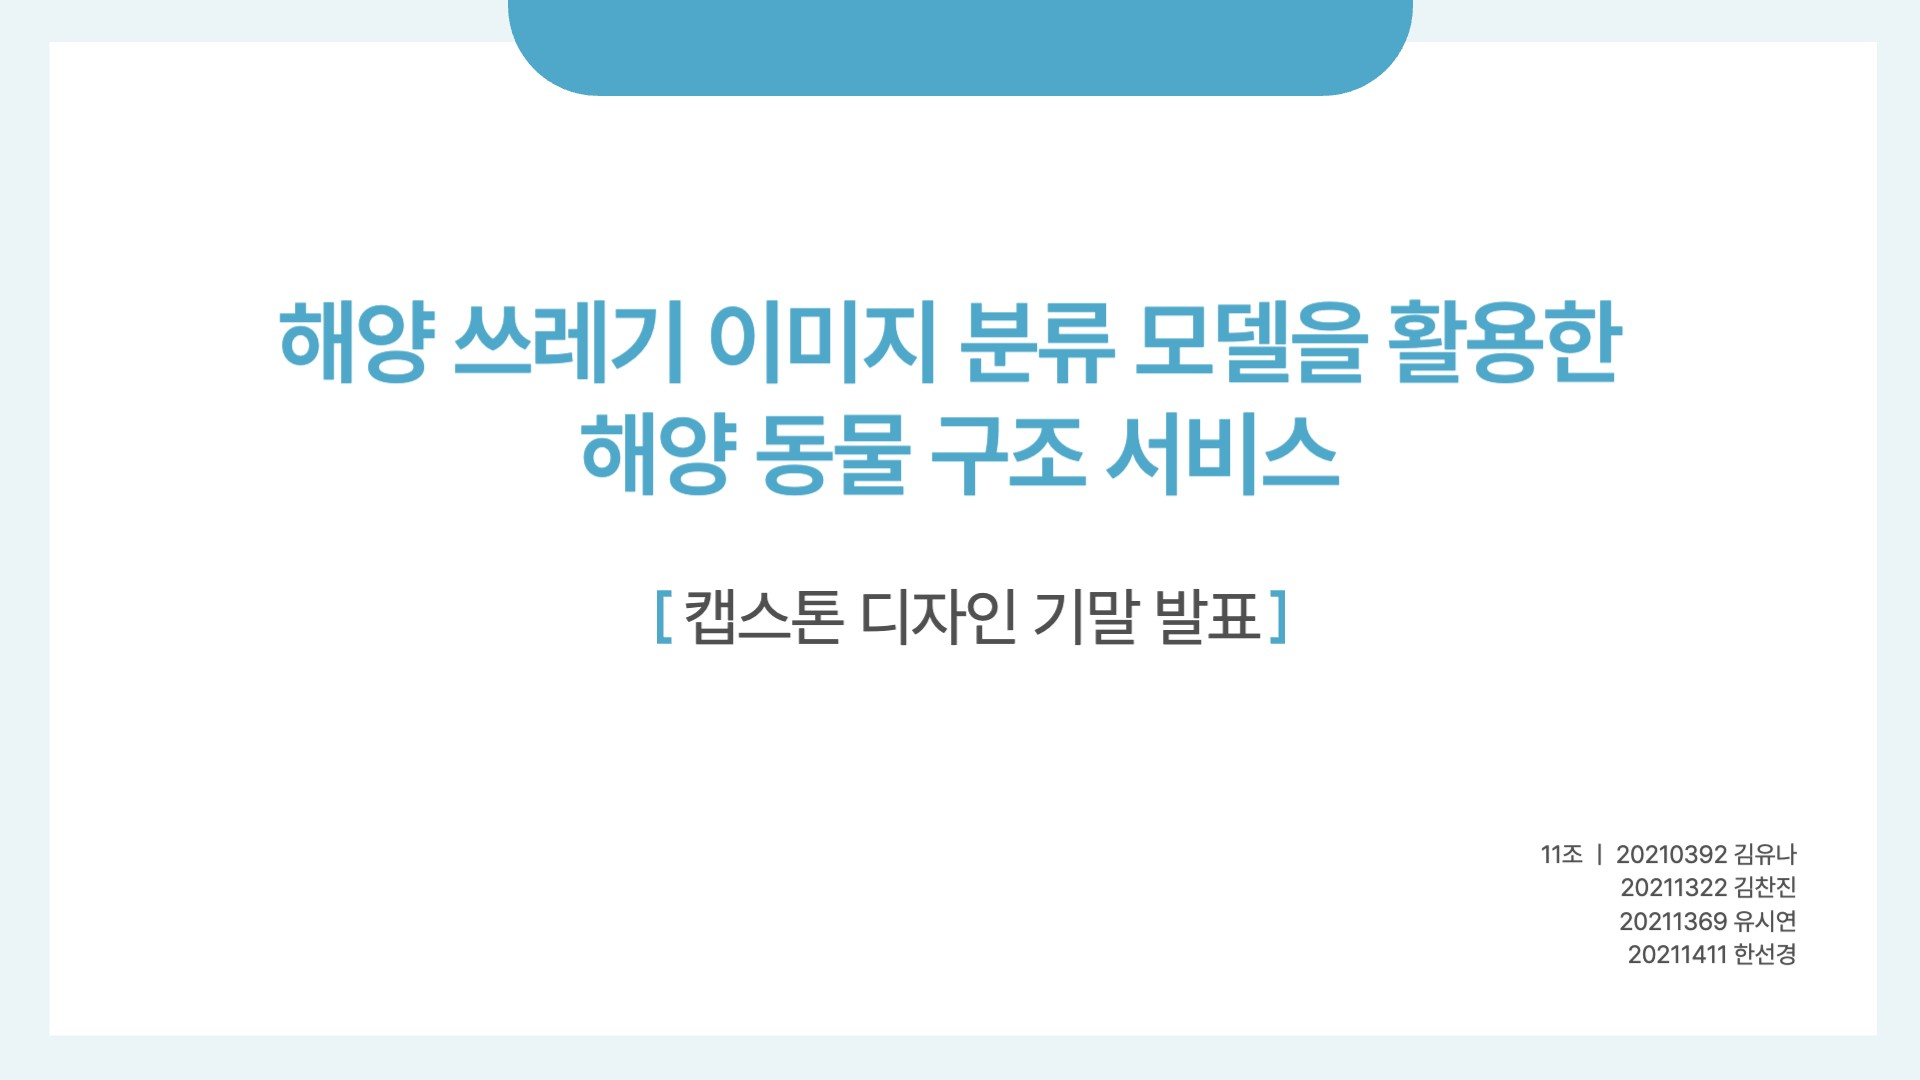 해양 쓰레기 이미지 분류 모델을 활용한
해양 동물 구조 서비스
[ 캡스톤 디자인 기말 발표 ]
11조 | 20210392 김유나
20211322 김찬진
20211369 유시연
20211411 한선경